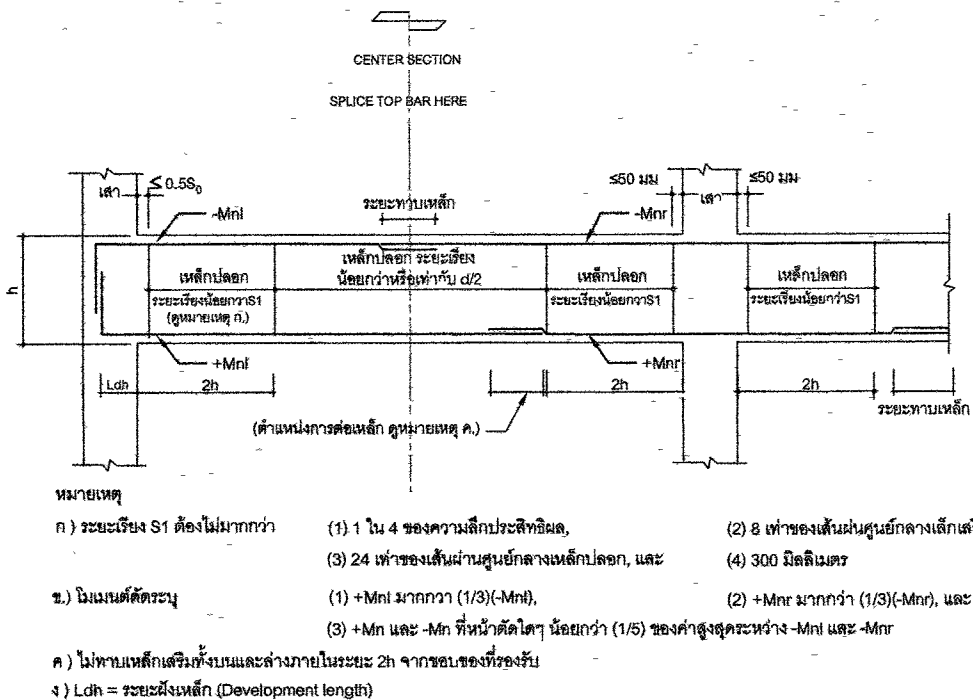 CENTER SECTION
SPLICE TOP BAR HERE
เสา
≤ 0.5S₀
≤50 มม
เสา
≤50 มม
ระยะทาบเหล็ก
-Mnl
-Mnr
เหล็กปลอก ระยะเรียง
น้อยกว่าหรือเท่ากับ d/2
เหล็กปลอก
ระยะเรียงน้อยกวาS1
(ดูหมายเหตุ ก.)
เหล็กปลอก
ระยะเรียงน้อยกวาS1
เหล็กปลอก
ระยะเรียงน้อยกว่าS1
h
+Mnl
+Mnr
Ldh
2h
2h
2h
ระยะทาบเหล็ก
(ตำแหน่งการต่อเหล็ก ดูหมายเหตุ ค.)
หมายเหตุ
ก ) ระยะเรียง S1 ต้องไม่มากกว่า (1) 1 ใน 4 ของความลึกประสิทธิผล, (2) 8 เท่าของเส้นผ่นศูนย์กลางเล็กเส
(3) 24 เท่าของเส้นผ่านศูนย์กลางเหล็กปลอก, และ (4) 300 มิลลิเมตร
ข.) โมเมนต์ดัดระบุ (1) +Mnl มากกวา (1/3)(-Mnl), (2) +Mnr มากกว่า (1/3)(-Mnr), และ
(3) +Mn และ -Mn ที่หน้าตัดใดๆ น้อยกว่า (1/5) ของค่าสูงสุดระหว่าง -Mnl และ -Mnr
ค ) ไม่ทาบเหล็กเสริมทั้งบนและล่างภายในระยะ 2h จากขอบของที่รองรับ
ง ) Ldh = ระยะฝังเหล็ก (Development length)